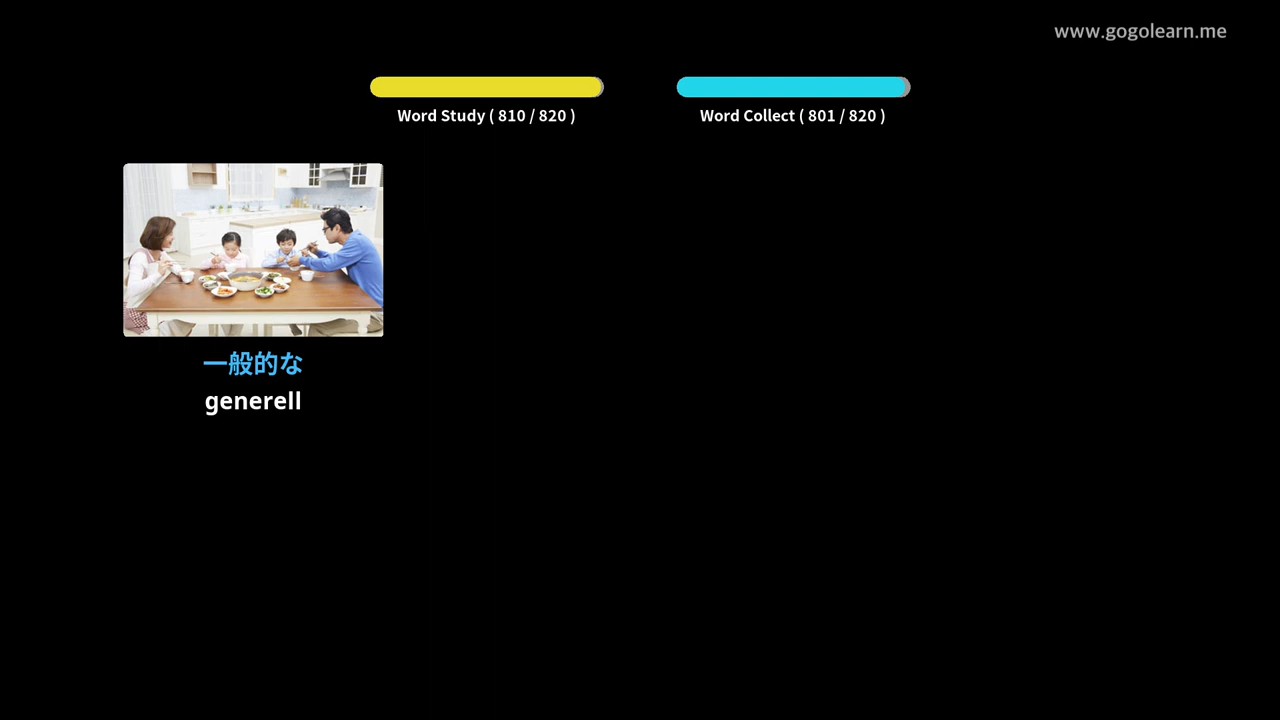 www.gogolearn.me
Word Study ( 810 / 820 )
Word Collect ( 801 / 820 )
一般的な
generell